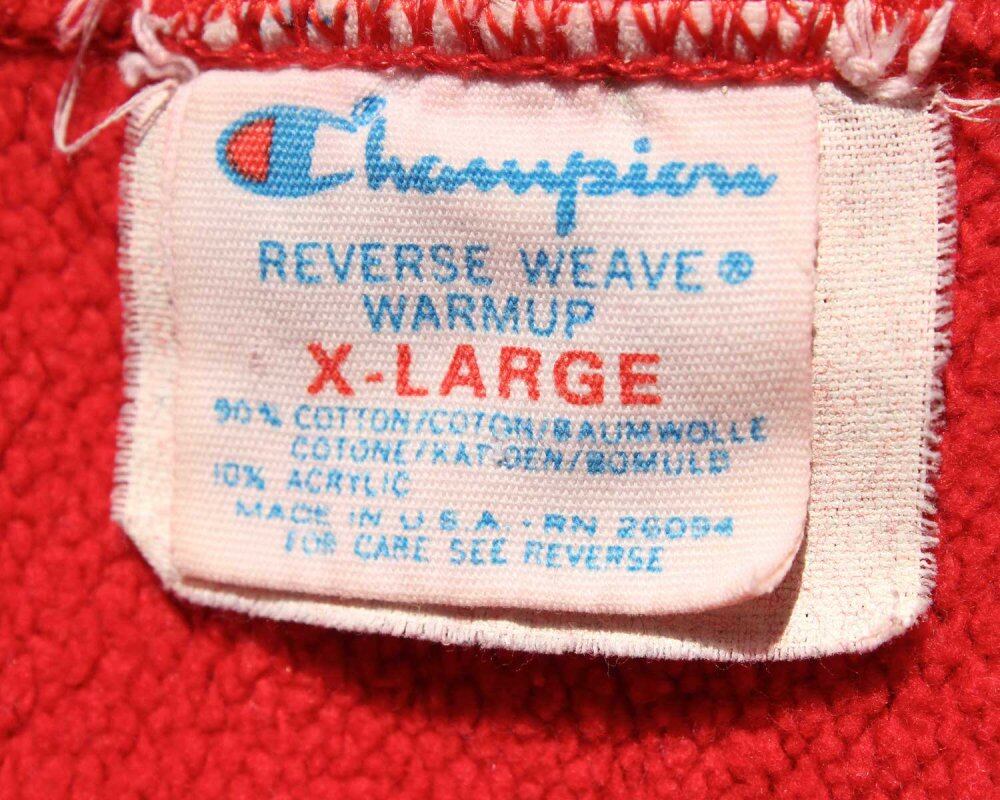 Champion
REVERSE WEAVE®
WARMUP
X-LARGE
90% COTTON/COTON/BAUMWOLLE
COTONE/KATOEN/BOMULD
10% ACRYLIC
MADE IN U.S.A. - RN 26094
FOR CARE SEE REVERSE